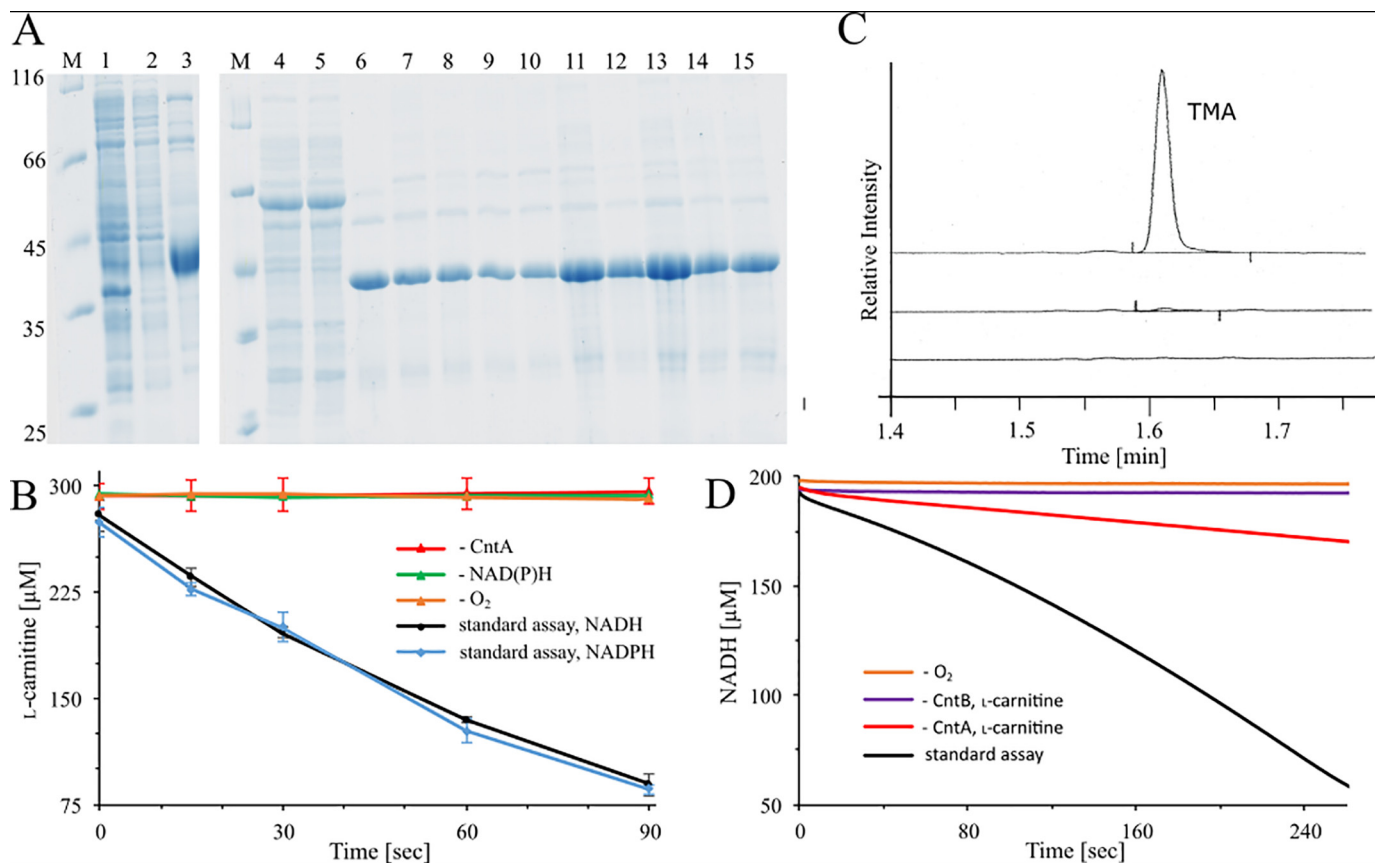 A
M 1 2 3 M 4 5 6 7 8 9 10 11 12 13 14 15
116
66
45
35
25
C
TMA
Relative Intensity
1.4 1.5 1.6 1.7
Time [min]
B
300
225
150
75
L-carnitine [µM]
- CntA
- NAD(P)H
- O₂
standard assay, NADH
standard assay, NADPH
0 30 60 90
Time [sec]
D
200
150
100
50
NADH [µM]
- O₂
- CntB, L-carnitine
- CntA, L-carnitine
standard assay
0 80 160 240
Time [sec]